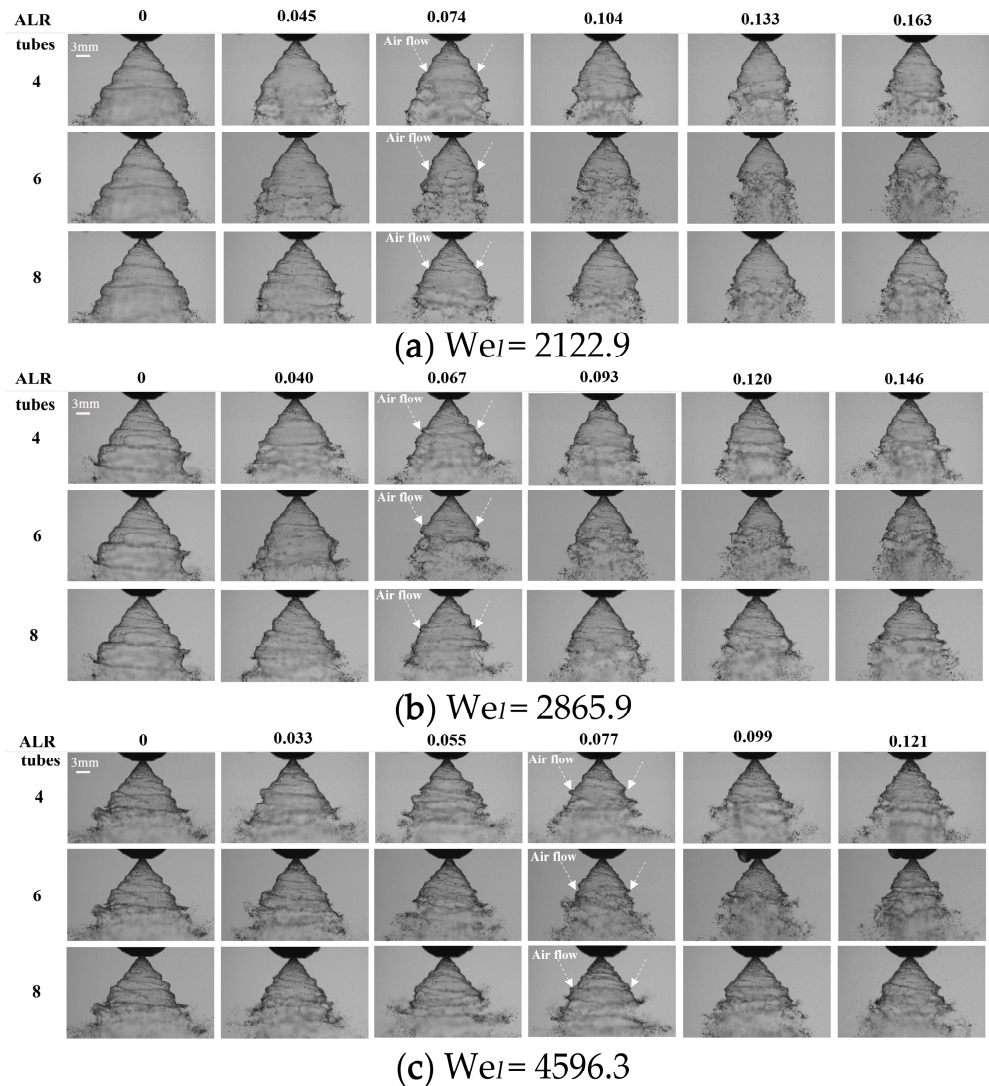 ALR 0 0.045 0.074 0.104 0.133 0.163
tubes 3mm Air flow
4
Air flow
6
Air flow
8
(a) Wel = 2122.9
ALR 0 0.040 0.067 0.093 0.120 0.146
tubes 3mm Air flow
4
Air flow
6
Air flow
8
(b) Wel = 2865.9
ALR 0 0.033 0.055 0.077 0.099 0.121
tubes 3mm Air flow
4
Air flow
6
Air flow
8
(c) Wel = 4596.3